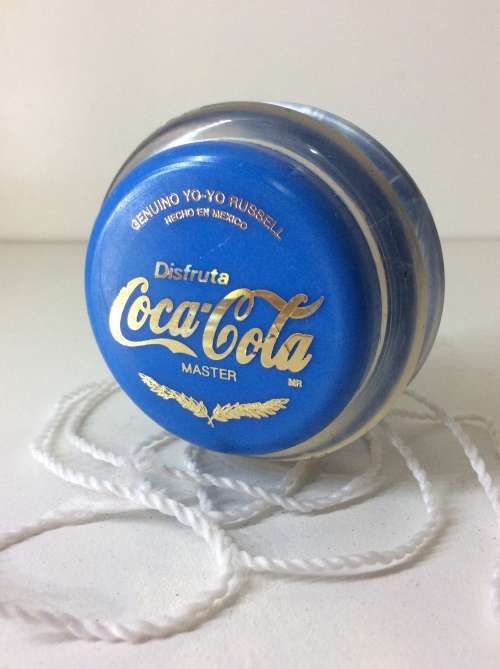 GENUINO YO-YO RUSSELL
HECHO EN MEXICO
Disfruta
Coca-Cola
MASTER
MR